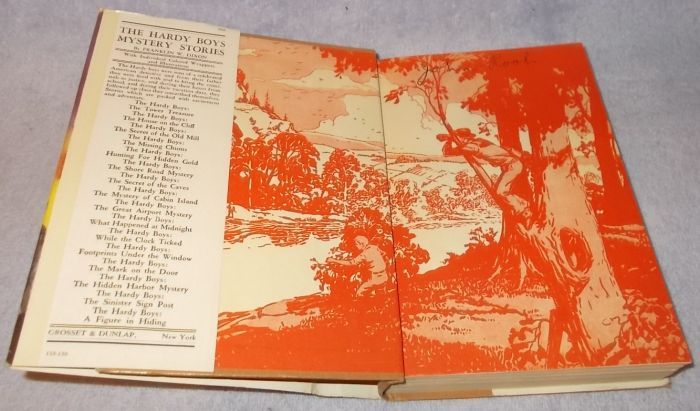 THE HARDY BOYS
MYSTERY STORIES
By FRANKLIN W. DIXON
With Individual Colored Wrappers
and Illustrations
The Hardy Boys:
The Tower Treasure
The Hardy Boys:
The House on the Cliff
The Hardy Boys:
The Secret of the Old Mill
The Hardy Boys:
The Missing Chums
The Hardy Boys:
Hunting For Hidden Gold
The Hardy Boys:
The Shore Road Mystery
The Hardy Boys:
The Secret of the Caves
The Hardy Boys:
The Mystery of Cabin Island
The Hardy Boys:
The Great Airport Mystery
The Hardy Boys:
What Happened at Midnight
The Hardy Boys:
While the Clock Ticked
The Hardy Boys:
Footprints Under the Window
The Hardy Boys:
The Mark on the Door
The Hardy Boys:
The Hidden Harbor Mystery
The Hardy Boys:
The Sinister Sign Post
The Hardy Boys:
A Figure in Hiding
GROSSET & DUNLAP, New York